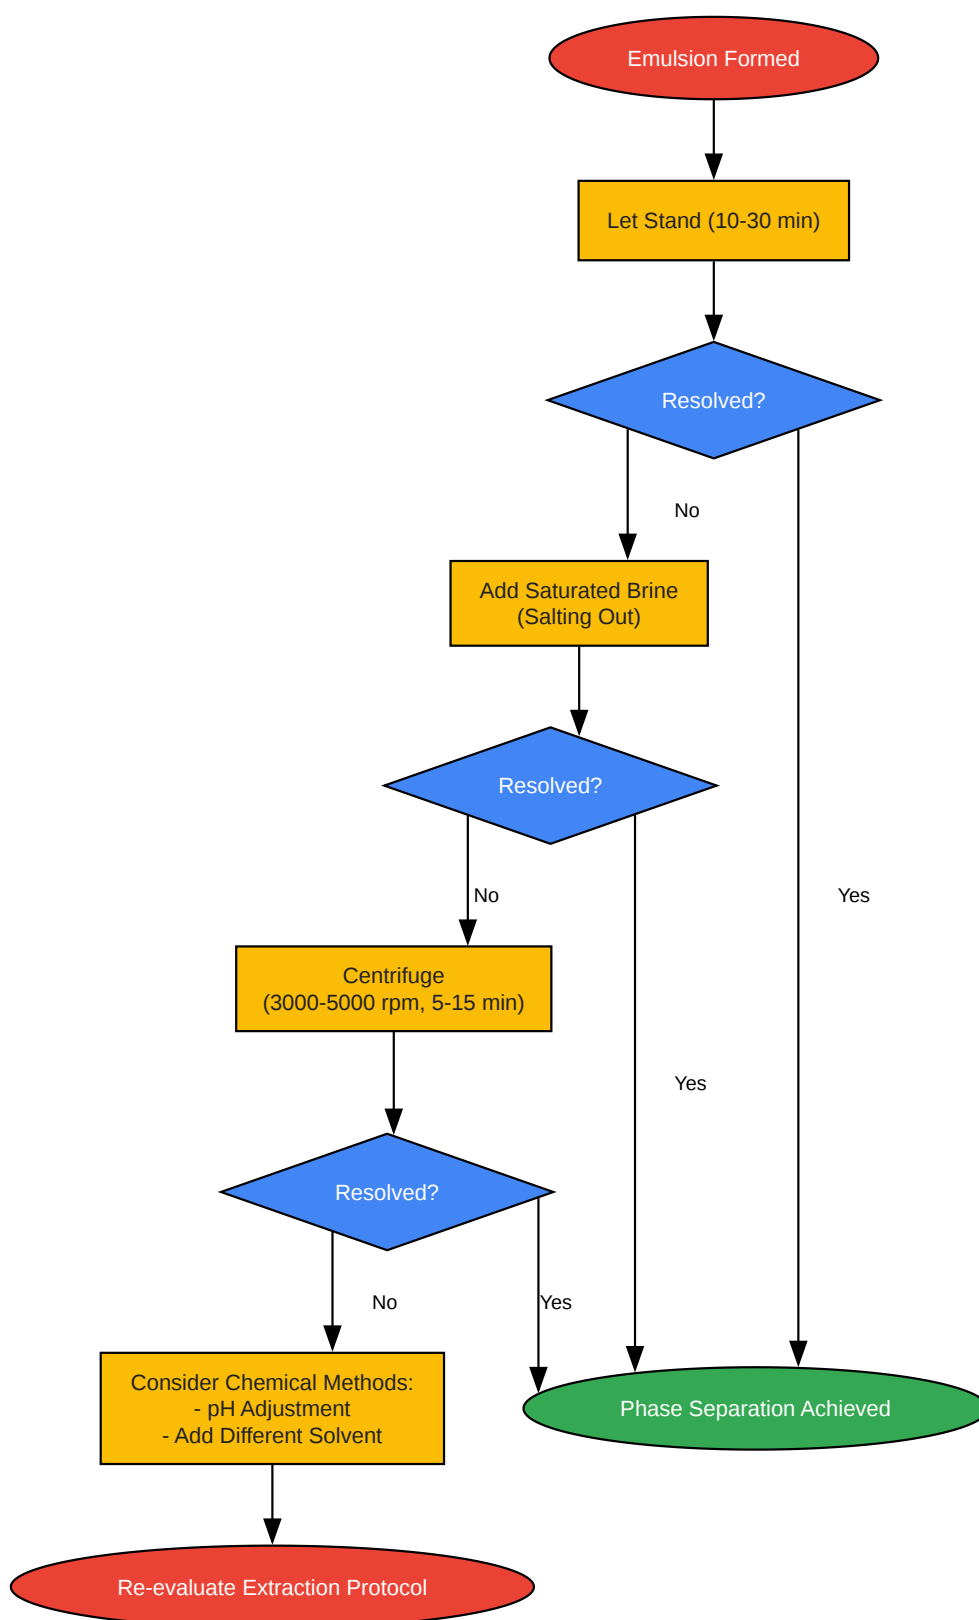 Emulsion Formed
Let Stand (10-30 min)
Resolved?
No
Add Saturated Brine
(Salting Out)
Resolved?
No
Yes
Centrifuge
(3000-5000 rpm, 5-15 min)
Yes
Resolved?
No
Yes
Consider Chemical Methods:
- pH Adjustment
- Add Different Solvent
Phase Separation Achieved
Re-evaluate Extraction Protocol